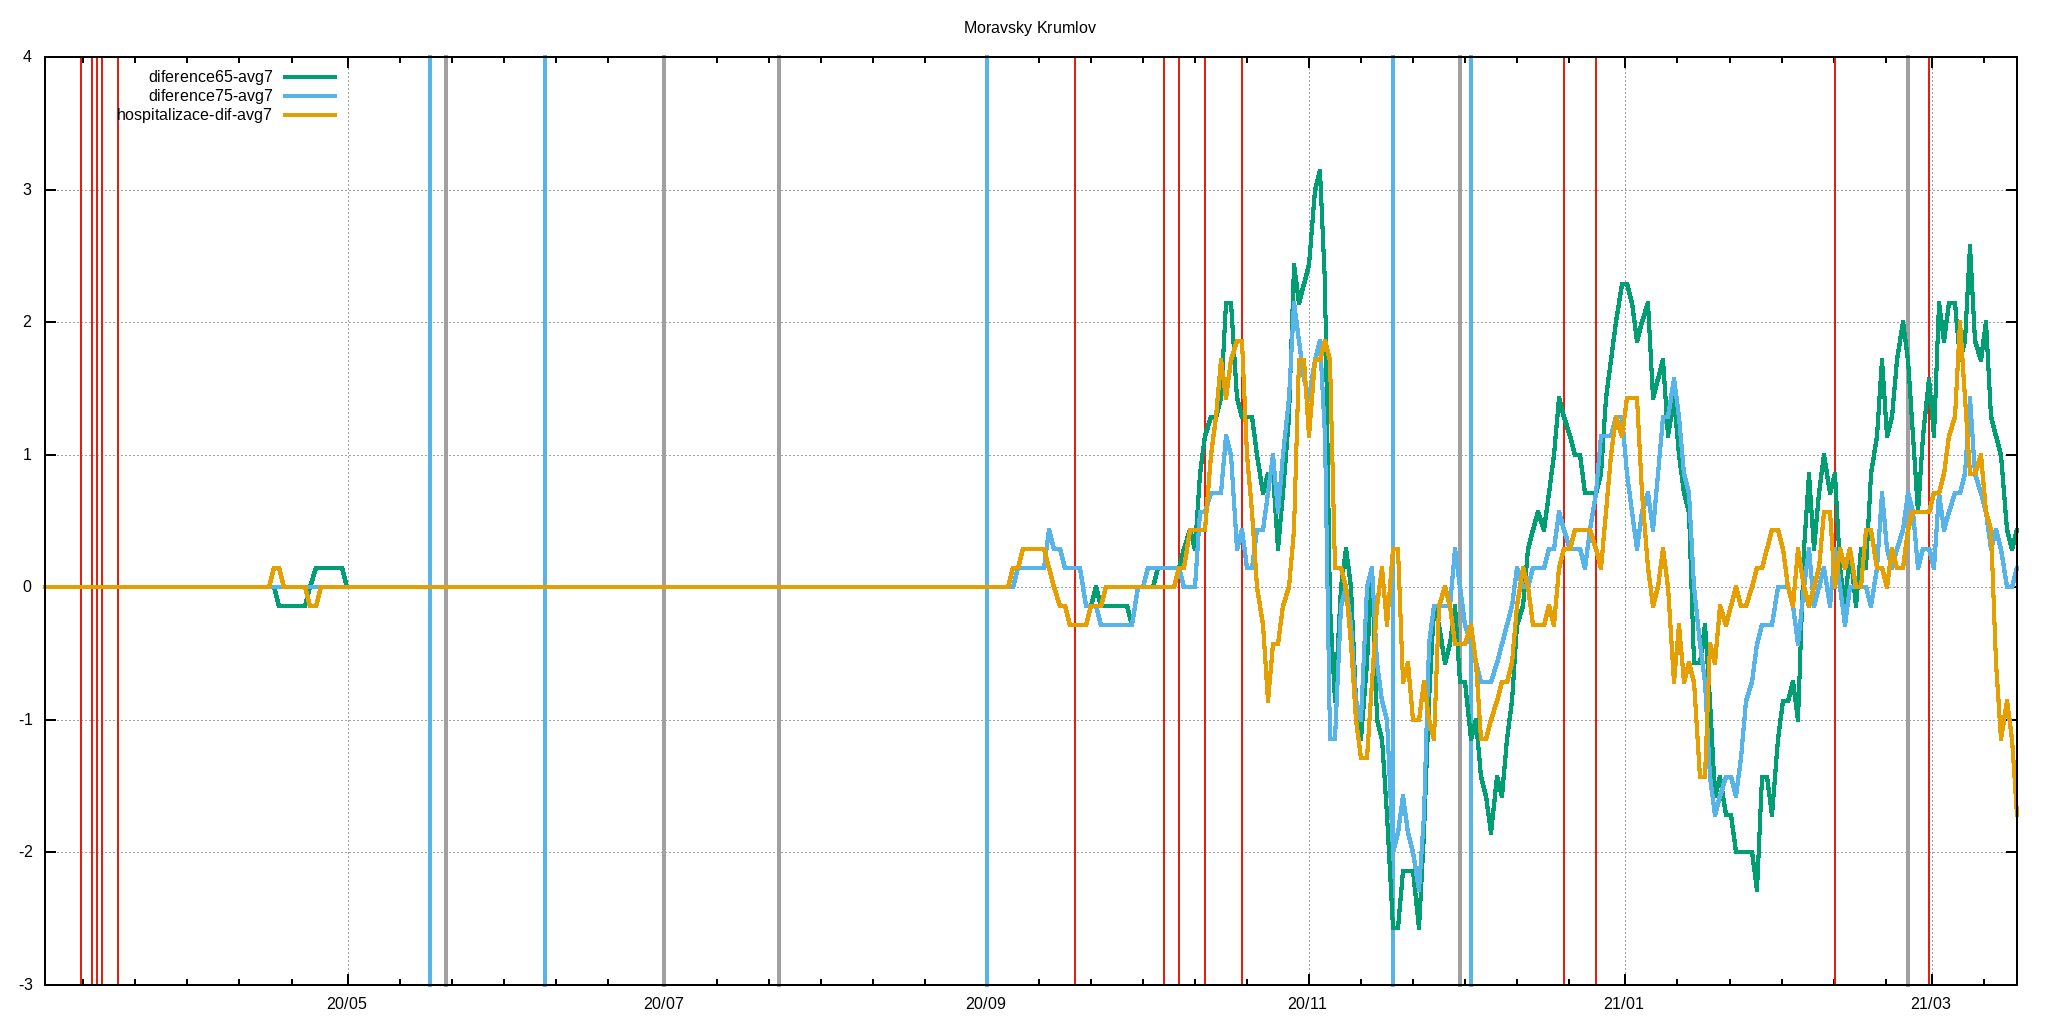 Moravsky Krumlov
diference65-avg7
diference75-avg7
hospitalizace-dif-avg7
4
3
2
1
0
-1
-2
-3
20/05 20/07 20/09 20/11 21/01 21/03